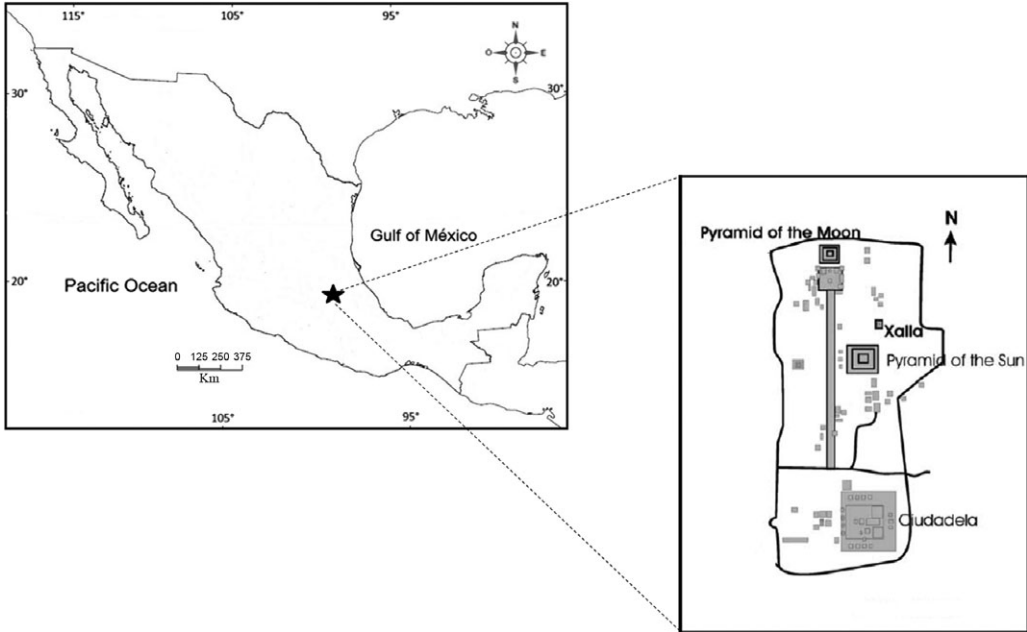 115°
105°
95°
N
O
E
S
30°
30°
Gulf of México
Pacific Ocean
20°
20°
0 125 250 375
Km
105°
95°
N
Pyramid of the Moon
Xalla
Pyramid of the Sun
Ciudadela